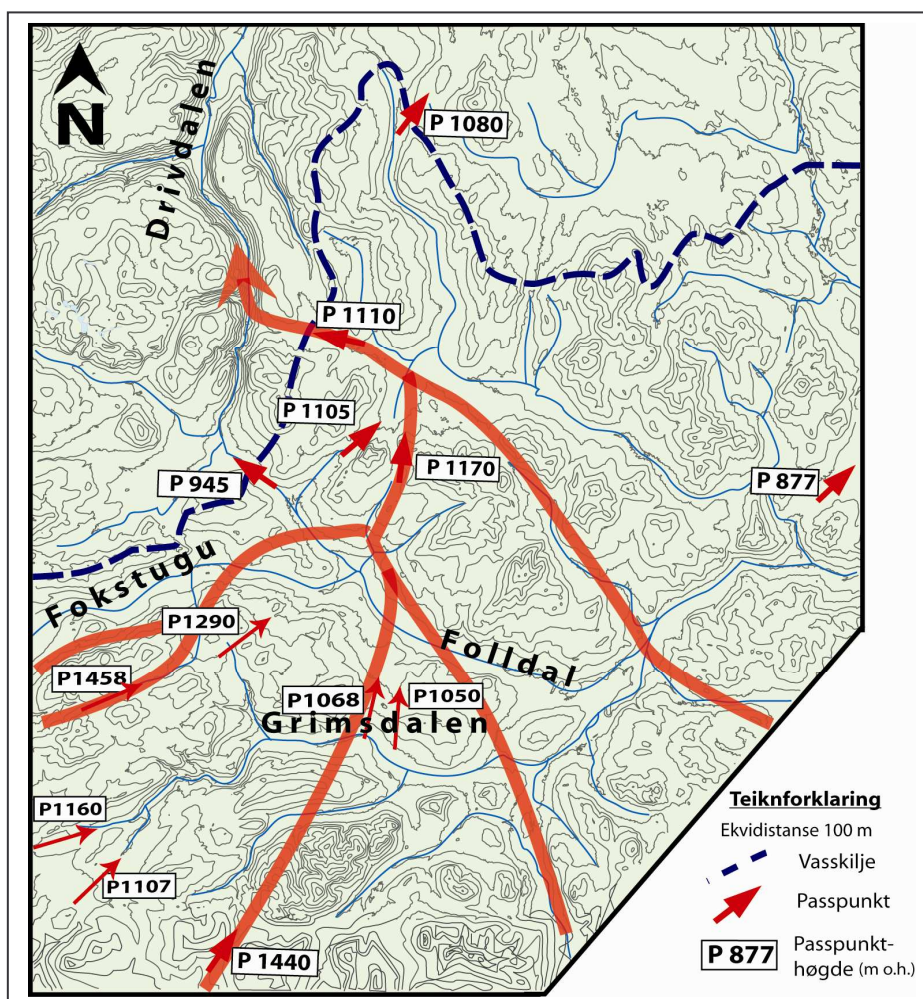 N
Drivdalen
P 1080
P 1110
P 1105
P 1170
P 945
P 877
Fokstugu
P1290
Folldal
P1458
P1068
P1050
Grimsdalen
P1160
P1107
P 1440
Teiknforklaring
Ekvidistanse 100 m
Vasskilje
Passpunkt
P 877
Passpunkt-
høgde (m o.h.)